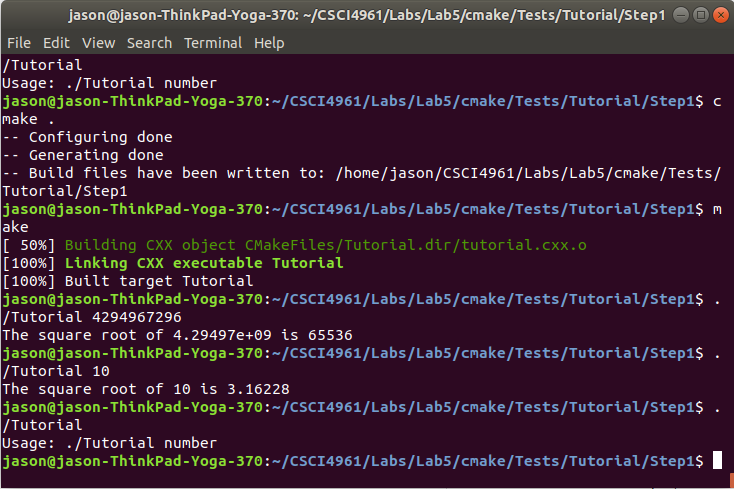 jason@jason-ThinkPad-Yoga-370: ~/CSCI4961/Labs/Lab5/cmake/Tests/Tutorial/Step1
File Edit View Search Terminal Help
/Tutorial
Usage: ./Tutorial number
jason@jason-ThinkPad-Yoga-370:~/CSCI4961/Labs/Lab5/cmake/Tests/Tutorial/Step1$ c
make .
-- Configuring done
-- Generating done
-- Build files have been written to: /home/jason/CSCI4961/Labs/Lab5/cmake/Tests/
Tutorial/Step1
jason@jason-ThinkPad-Yoga-370:~/CSCI4961/Labs/Lab5/cmake/Tests/Tutorial/Step1$ m
ake
[ 50%] Building CXX object CMakeFiles/Tutorial.dir/tutorial.cxx.o
[100%] Linking CXX executable Tutorial
[100%] Built target Tutorial
jason@jason-ThinkPad-Yoga-370:~/CSCI4961/Labs/Lab5/cmake/Tests/Tutorial/Step1$ .
/Tutorial 4294967296
The square root of 4.29497e+09 is 65536
jason@jason-ThinkPad-Yoga-370:~/CSCI4961/Labs/Lab5/cmake/Tests/Tutorial/Step1$ .
/Tutorial 10
The square root of 10 is 3.16228
jason@jason-ThinkPad-Yoga-370:~/CSCI4961/Labs/Lab5/cmake/Tests/Tutorial/Step1$ .
/Tutorial
Usage: ./Tutorial number
jason@jason-ThinkPad-Yoga-370:~/CSCI4961/Labs/Lab5/cmake/Tests/Tutorial/Step1$